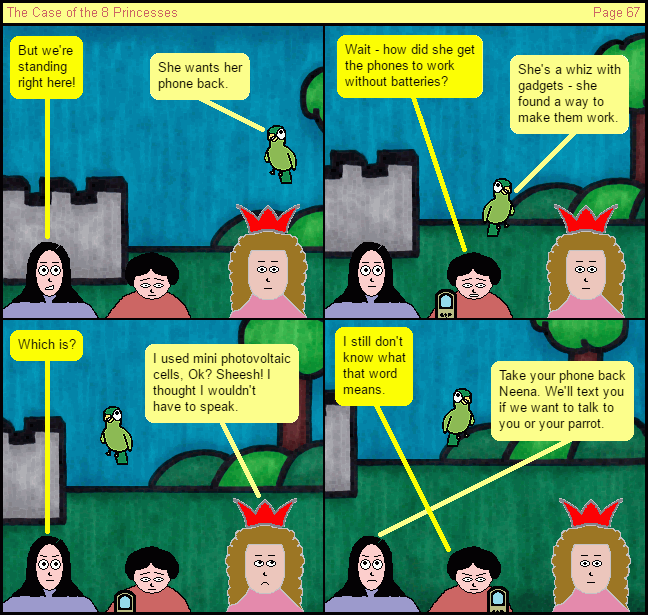 The Case of the 8 Princesses
Page 67
But we're
standing
right here!
She wants her
phone back.
Wait - how did she get
the phones to work
without batteries?
She's a whiz with
gadgets - she
found a way to
make them work.
Which is?
I used mini photovoltaic
cells, Ok? Sheesh! I
thought I wouldn't
have to speak.
I still don't
know what
that word
means.
Take your phone back
Neena. We'll text you
if we want to talk to
you or your parrot.